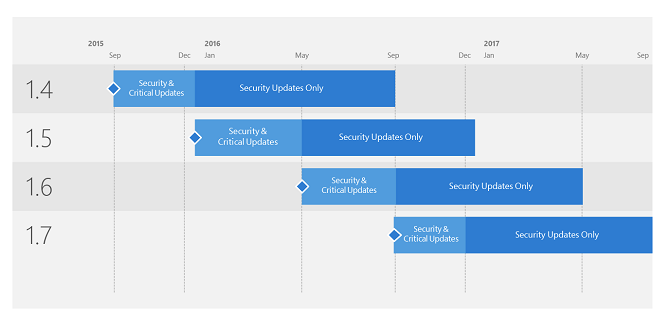 2015 2016 2017
Sep Dec Jan May Sep Dec Jan May Sep
1.4
Security &
Critical Updates
Security Updates Only
1.5
Security &
Critical Updates
Security Updates Only
1.6
Security &
Critical Updates
Security Updates Only
1.7
Security &
Critical Updates
Security Updates Only